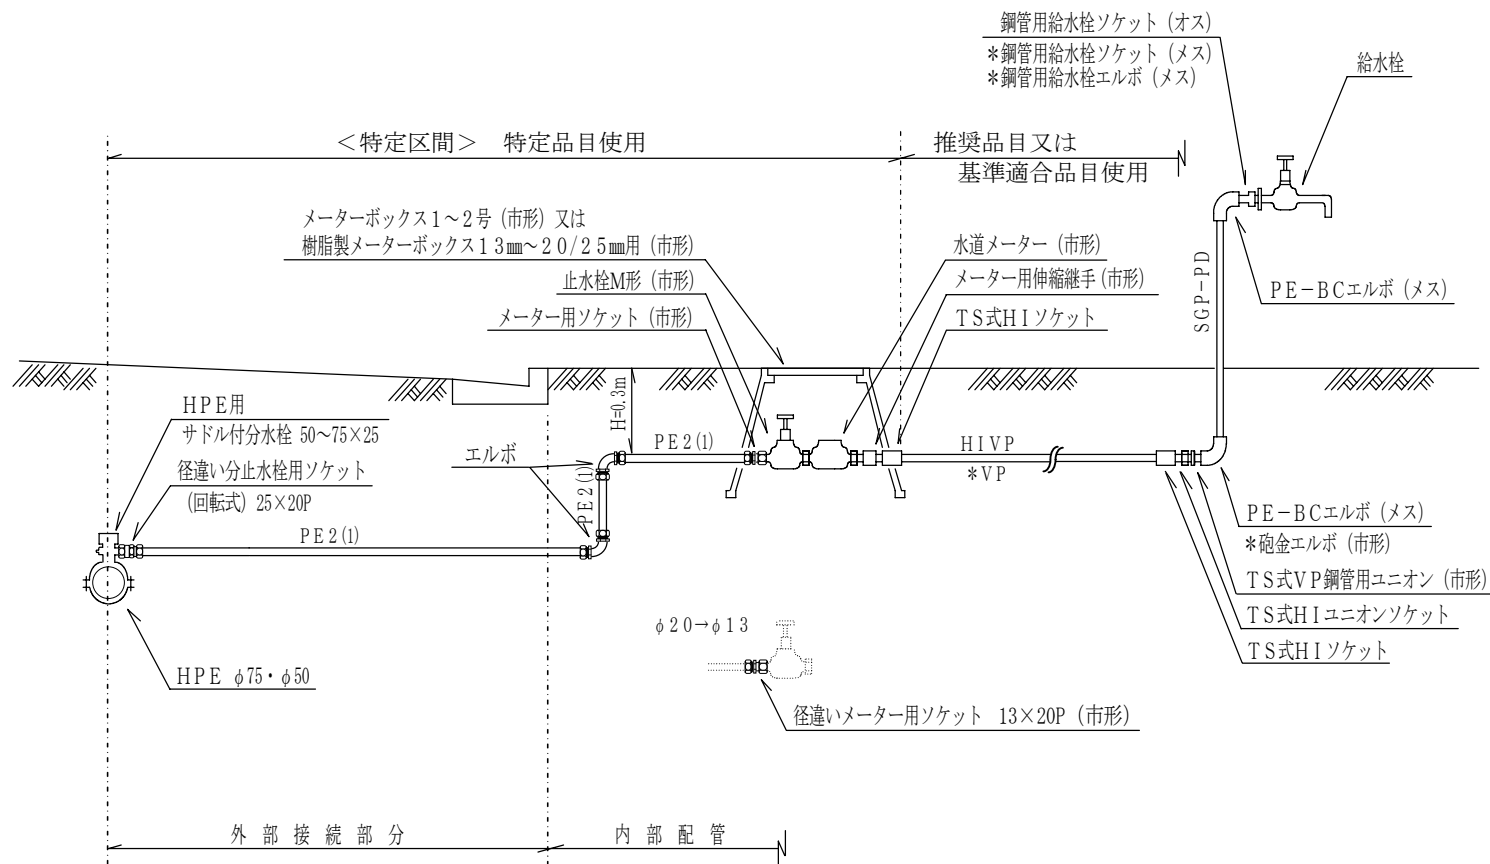 鋼管用給水栓ソケット（オス）
＊鋼管用給水栓ソケット（メス）
＊鋼管用給水栓エルボ（メス）
給水栓
＜特定区間＞　特定品目使用
推奨品目又は
基準適合品目使用
メーターボックス１～２号（市形）又は
樹脂製メーターボックス１３㎜～２０/２５㎜用（市形）
止水栓M形（市形）
メーター用ソケット（市形）
水道メーター（市形）
メーター用伸縮継手（市形）
ＴＳ式ＨＩソケット
SGP-PD
ＰＥ－ＢＣエルボ（メス）
HPE用
サドル付分水栓 50～75×25
径違い分止水栓用ソケット
（回転式）25×20P
エルボ
H=0.3m
PE2(1)
PE2(1)
PE2(1)
HIVP
＊VP
ＰＥ－ＢＣエルボ（メス）
＊砲金エルボ（市形）
ＴＳ式ＶＰ鋼管用ユニオン（市形）
ＴＳ式ＨＩユニオンソケット
ＴＳ式ＨＩソケット
HPE φ75・φ50
φ20→φ13
径違いメーター用ソケット　13×20P（市形）
外部接続部分
内部配管